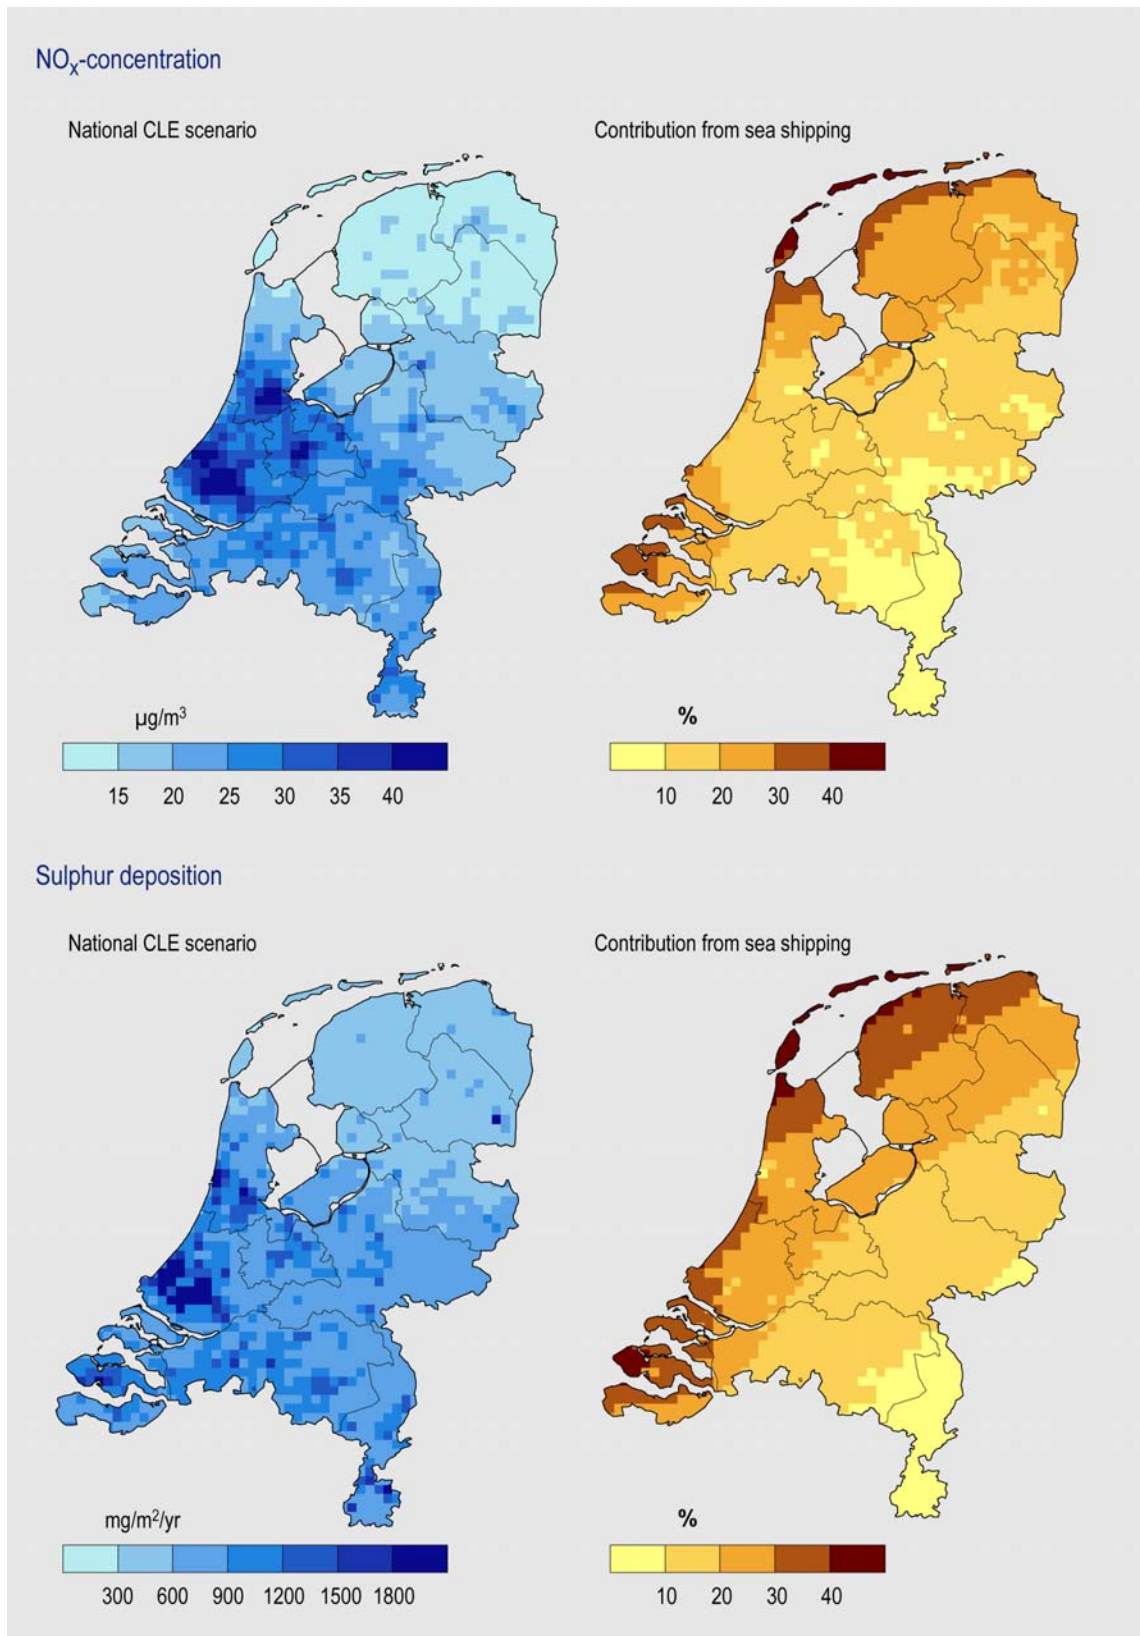 NOx-concentration
National CLE scenario
Contribution from sea shipping
µg/m³
15 20 25 30 35 40
%
10 20 30 40
Sulphur deposition
National CLE scenario
Contribution from sea shipping
mg/m²/yr
300 600 900 1200 1500 1800
%
10 20 30 40